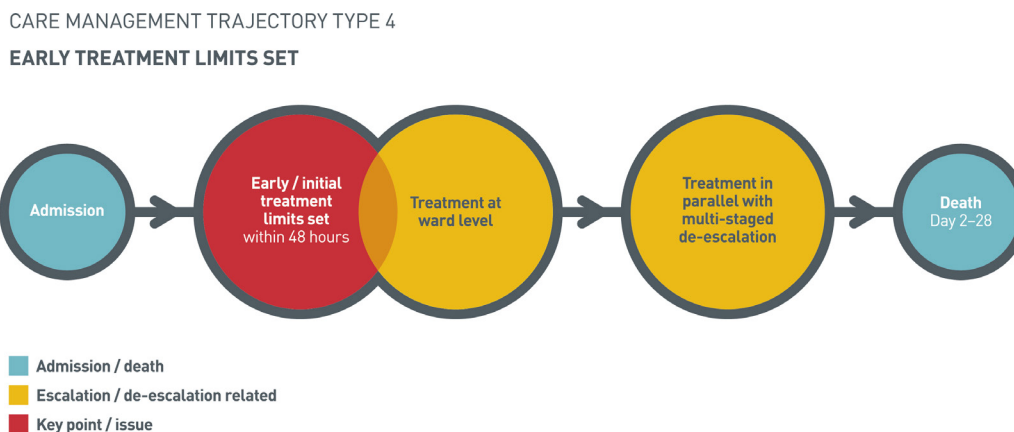 CARE MANAGEMENT TRAJECTORY TYPE 4
EARLY TREATMENT LIMITS SET
Admission
Early / initial
treatment
limits set
within 48 hours
Treatment at
ward level
Treatment in
parallel with
multi-staged
de-escalation
Death
Day 2–28
Admission / death
Escalation / de-escalation related
Key point / issue